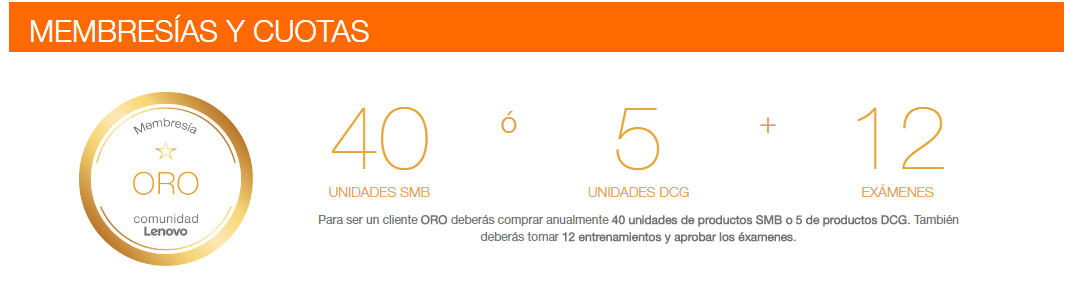 MEMBRESÍAS Y CUOTAS
Membresía
ORO
comunidad
Lenovo
40 ó 5 + 12
UNIDADES SMB UNIDADES DCG EXÁMENES
Para ser un cliente ORO deberás comprar anualmente 40 unidades de productos SMB o 5 de productos DCG. También
deberás tomar 12 entrenamientos y aprobar los éxamenes.